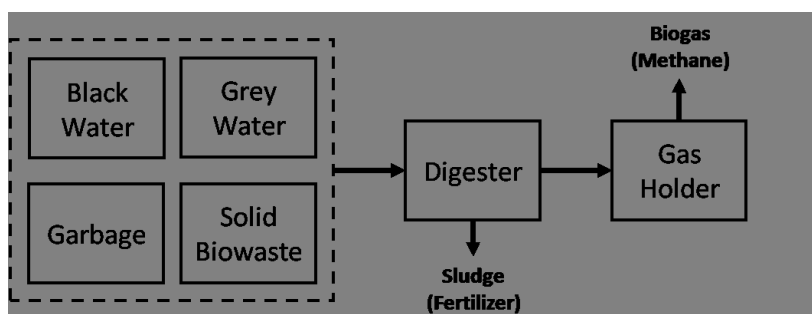 Black
Water
Grey
Water
Garbage
Solid
Biowaste
Digester
Sludge
(Fertilizer)
Gas
Holder
Biogas
(Methane)